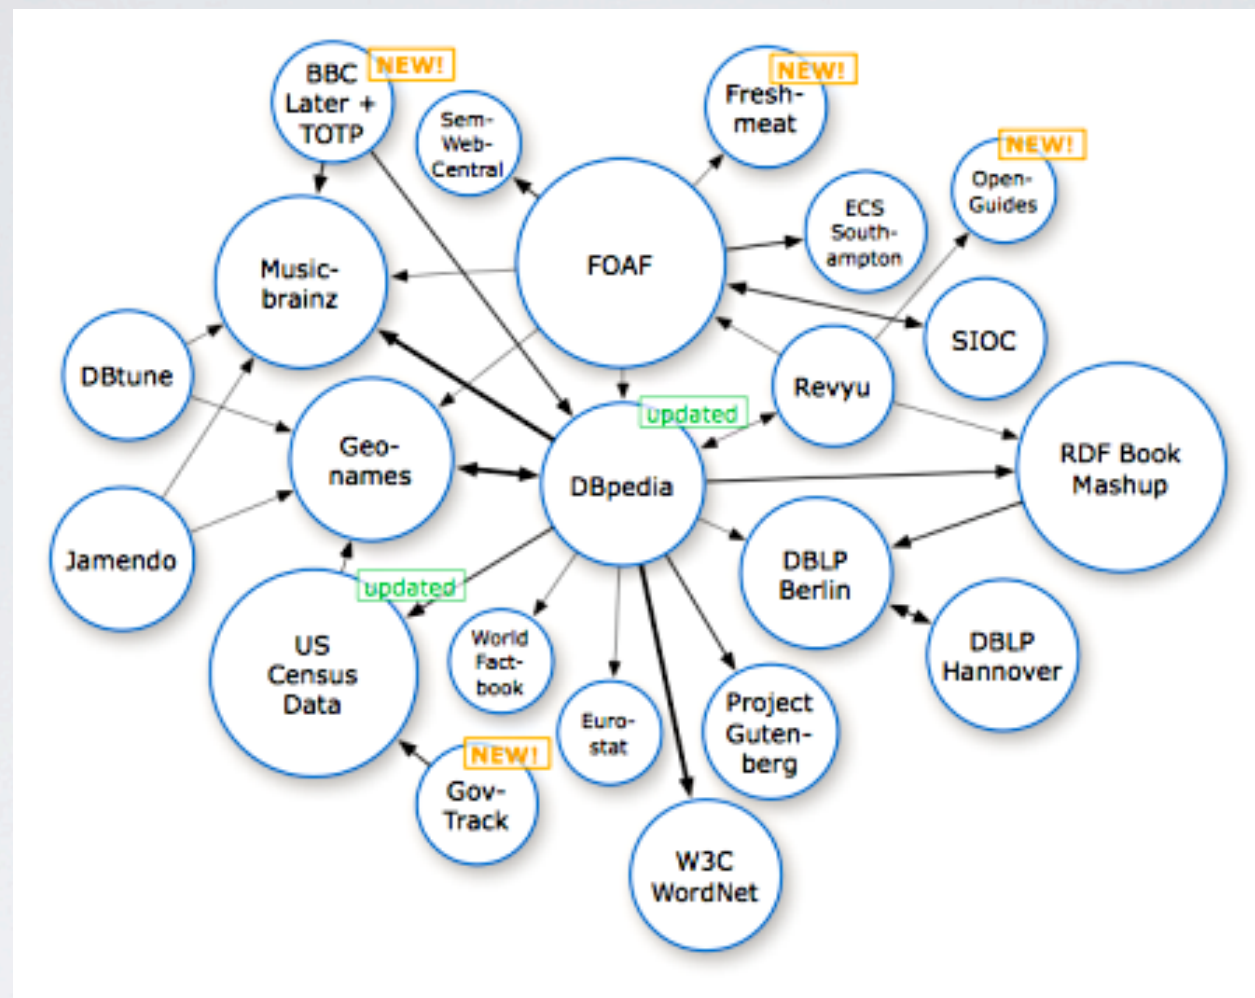 BBC
Later +
TOTP
NEW!
Sem-
Web-
Central
NEW!
Fresh-
meat
NEW!
Open-
Guides
ECS
South-
ampton
FOAF
Music-
brainz
SIOC
DBtune
Revyu
updated
Geo-
names
DBpedia
RDF Book
Mashup
Jamendo
DBLP
Berlin
updated
US
Census
Data
World
Fact-
book
DBLP
Hannover
Euro-
stat
Project
Guten-
berg
NEW!
Gov-
Track
W3C
WordNet